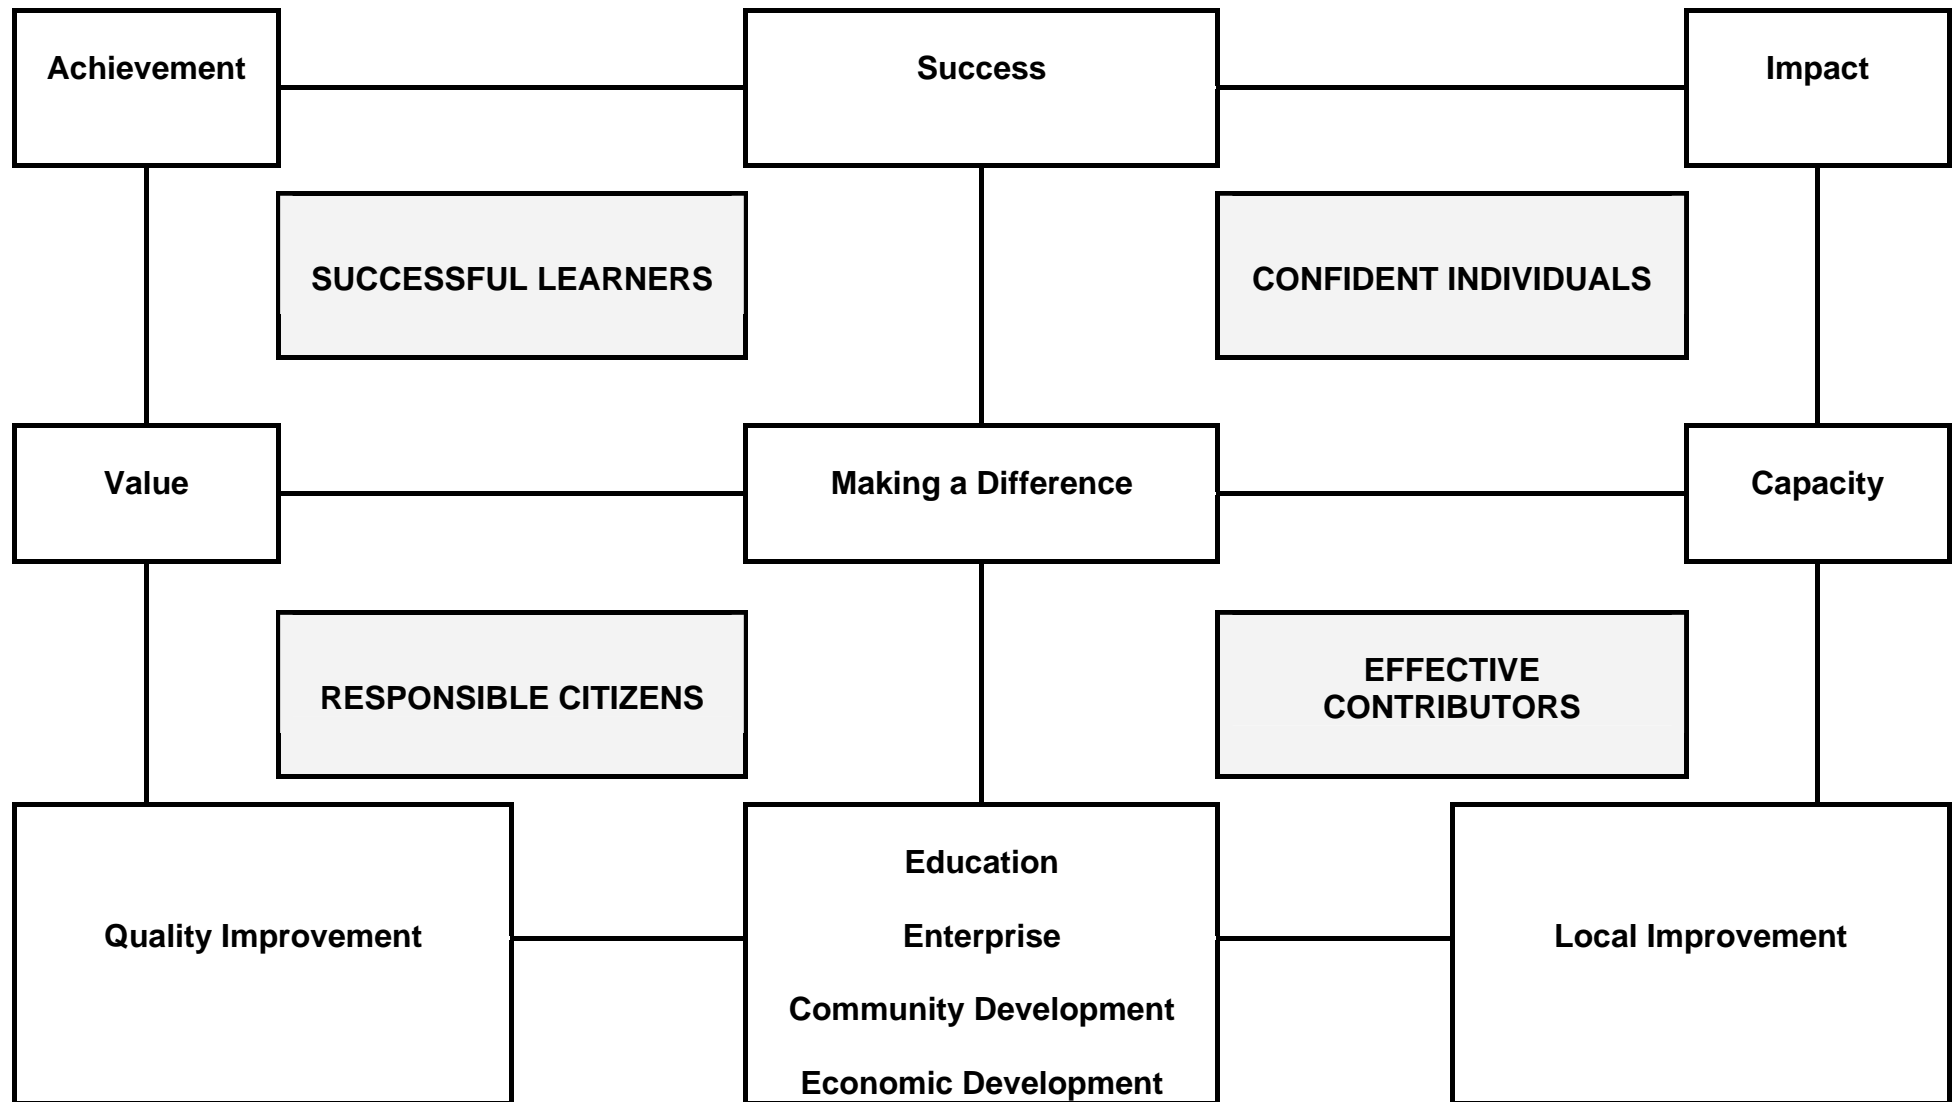 Achievement
Success
Impact
SUCCESSFUL LEARNERS
CONFIDENT INDIVIDUALS
Value
Making a Difference
Capacity
RESPONSIBLE CITIZENS
EFFECTIVE
CONTRIBUTORS
Quality Improvement
Education
Enterprise
Community Development
Economic Development
Local Improvement